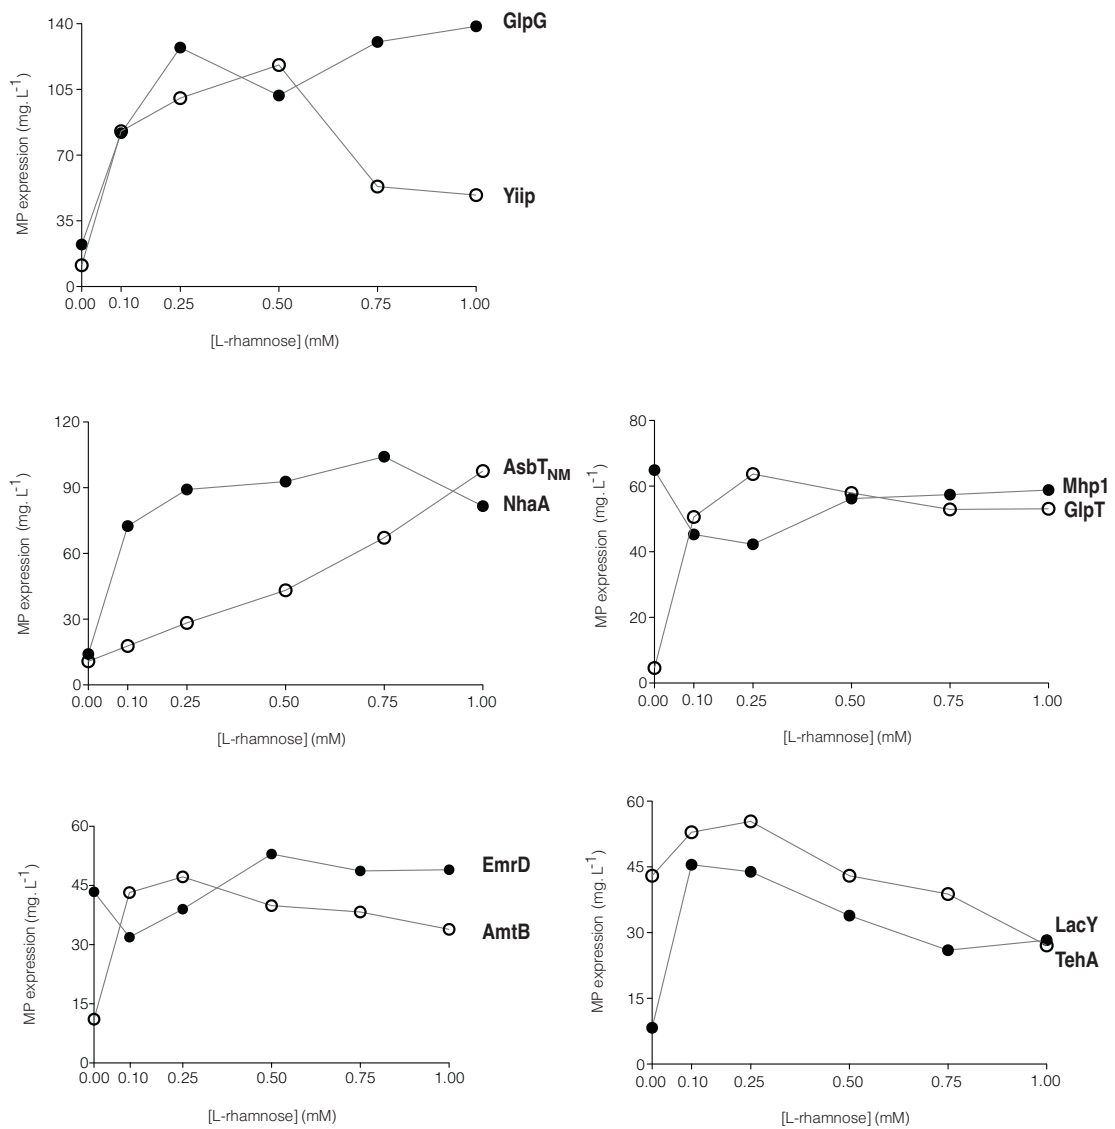 140
105
70
35
0
MP expression (mg. L-1)
0.00 0.10 0.25 0.50 0.75 1.00
[L-rhamnose] (mM)
GlpG
Yiip
120
90
60
30
0
MP expression (mg. L-1)
0.00 0.10 0.25 0.50 0.75 1.00
[L-rhamnose] (mM)
AsbTNM
NhaA
80
60
40
20
0
MP expression (mg. L-1)
0.00 0.10 0.25 0.50 0.75 1.00
[L-rhamnose] (mM)
Mhp1
GlpT
60
45
30
15
0
MP expression (mg. L-1)
0.00 0.10 0.25 0.50 0.75 1.00
[L-rhamnose] (mM)
EmrD
AmtB
60
45
30
15
0
MP expression (mg. L-1)
0.00 0.10 0.25 0.50 0.75 1.00
[L-rhamnose] (mM)
LacY
TehA